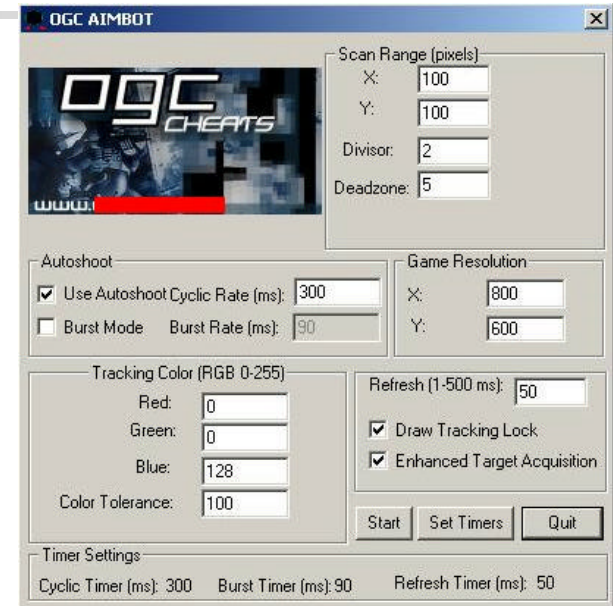 OGC AIMBOT
Scan Range (pixels)
X: 100
Y: 100
Divisor: 2
Deadzone: 5
OGC
CHEATS
www.
Autoshoot
Use Autoshoot Cyclic Rate (ms): 300
Burst Mode Burst Rate (ms): 90
Game Resolution
X: 800
Y: 600
Tracking Color (RGB 0-255)
Red: 0
Green: 0
Blue: 128
Color Tolerance: 100
Refresh (1-500 ms): 50
Draw Tracking Lock
Enhanced Target Acquisition
Start Set Timers Quit
Timer Settings
Cyclic Timer (ms): 300 Burst Timer (ms): 90 Refresh Timer (ms): 50